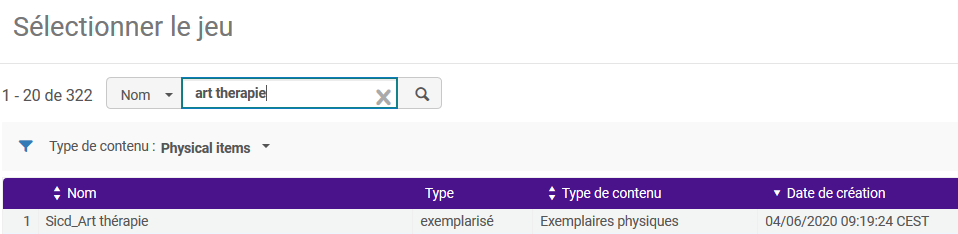 Sélectionner le jeu
1 - 20 de 322 Nom art therapie
Type de contenu : Physical items
Nom Type Type de contenu Date de création
1 Sicd_Art thérapie exemplarisé Exemplaires physiques 04/06/2020 09:19:24 CEST